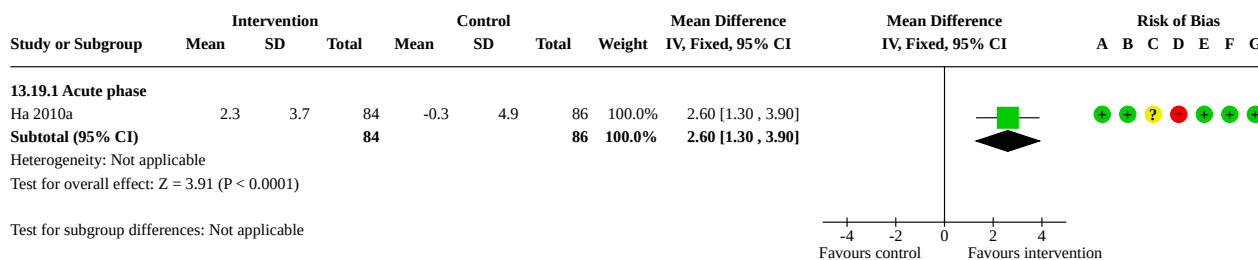 Intervention Control Mean Difference Mean Difference Risk of Bias
Study or Subgroup Mean SD Total Mean SD Total Weight IV, Fixed, 95% CI IV, Fixed, 95% CI A B C D E F G
13.19.1 Acute phase
Ha 2010a 2.3 3.7 84 -0.3 4.9 86 100.0% 2.60 [1.30 , 3.90] + + ? − + + +
Subtotal (95% CI) 84 86 100.0% 2.60 [1.30 , 3.90]
Heterogeneity: Not applicable
Test for overall effect: Z = 3.91 (P < 0.0001)
Test for subgroup differences: Not applicable
-4 -2 0 2 4
Favours control Favours intervention